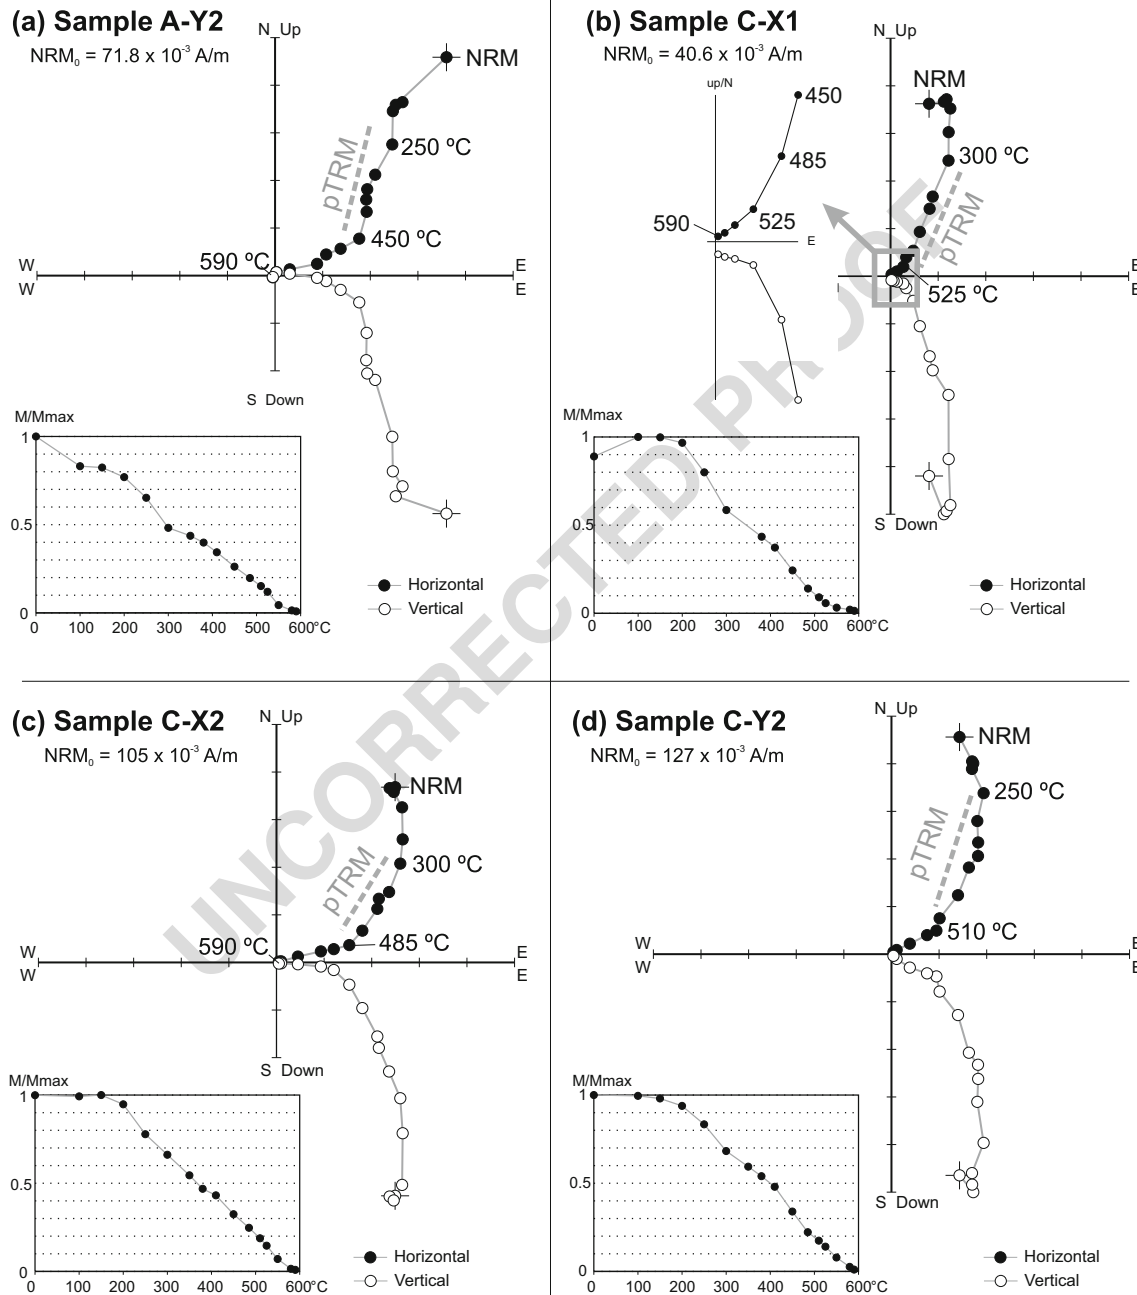 (a) Sample A-Y2
NRM0 = 71.8 x 10-3 A/m
N Up
NRM
250 ºC
pTRM
450 ºC
590 ºC
W
E
W
E
S Down
M/Mmax
1
0.5
0
0 100 200 300 400 500 600ºC
Horizontal
Vertical
(b) Sample C-X1
NRM0 = 40.6 x 10-3 A/m
N Up
up/N
450
485
525
590
E
NRM
300 ºC
pTRM
525 ºC
E
E
S Down
M/Mmax
1
0.5
0
0 100 200 300 400 500 600ºC
Horizontal
Vertical
(c) Sample C-X2
NRM0 = 105 x 10-3 A/m
N Up
NRM
300 ºC
pTRM
485 ºC
590 ºC
W
E
W
E
S Down
M/Mmax
1
0.5
0
0 100 200 300 400 500 600ºC
Horizontal
Vertical
(d) Sample C-Y2
NRM0 = 127 x 10-3 A/m
N Up
NRM
250 ºC
pTRM
510 ºC
W
E
W
E
S Down
M/Mmax
1
0.5
0
0 100 200 300 400 500 600ºC
Horizontal
Vertical
UNCORRECTED PROOF